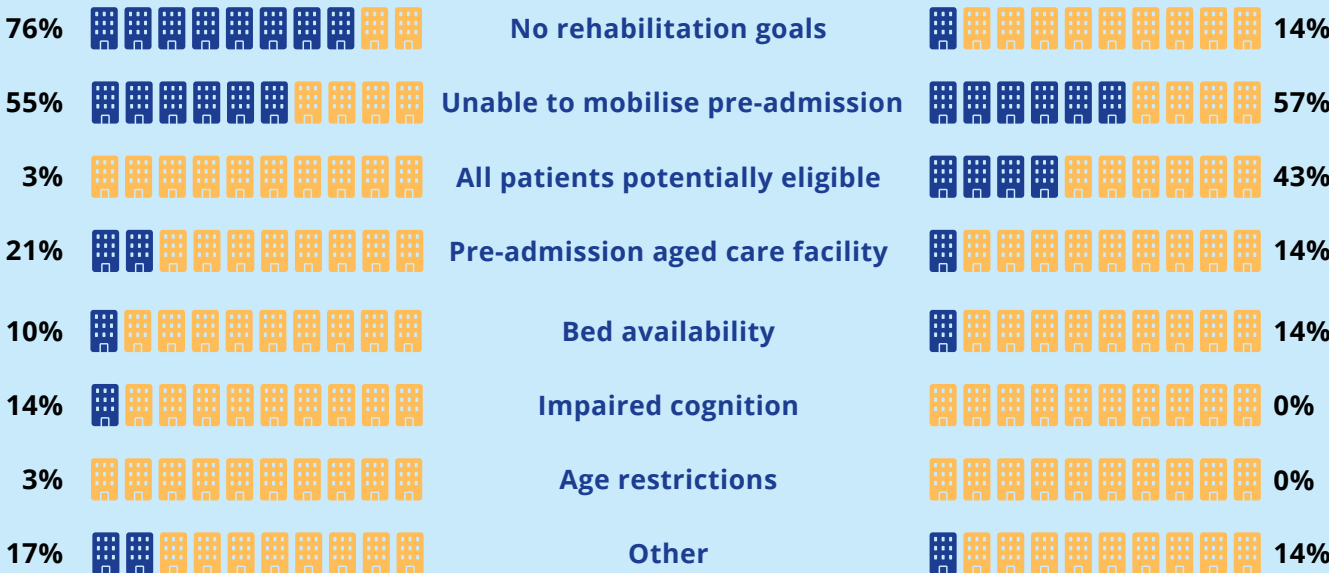 76% No rehabilitation goals 14%
55% Unable to mobilise pre-admission 57%
3% All patients potentially eligible 43%
21% Pre-admission aged care facility 14%
10% Bed availability 14%
14% Impaired cognition 0%
3% Age restrictions 0%
17% Other 14%